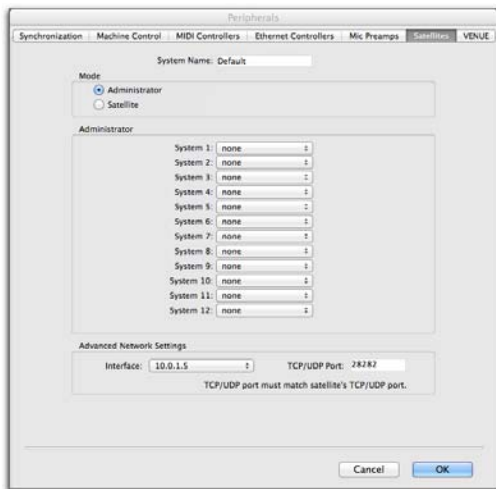 Peripherals
Synchronization Machine Control MIDI Controllers Ethernet Controllers Mic Preamps Satellites VENUE
System Name: Default
Mode
Administrator
Satellite
Administrator
System 1: none
System 2: none
System 3: none
System 4: none
System 5: none
System 6: none
System 7: none
System 8: none
System 9: none
System 10: none
System 11: none
System 12: none
Advanced Network Settings
Interface: 10.0.1.5 TCP/UDP Port: 28282
TCP/UDP port must match satellite's TCP/UDP port.
Cancel OK